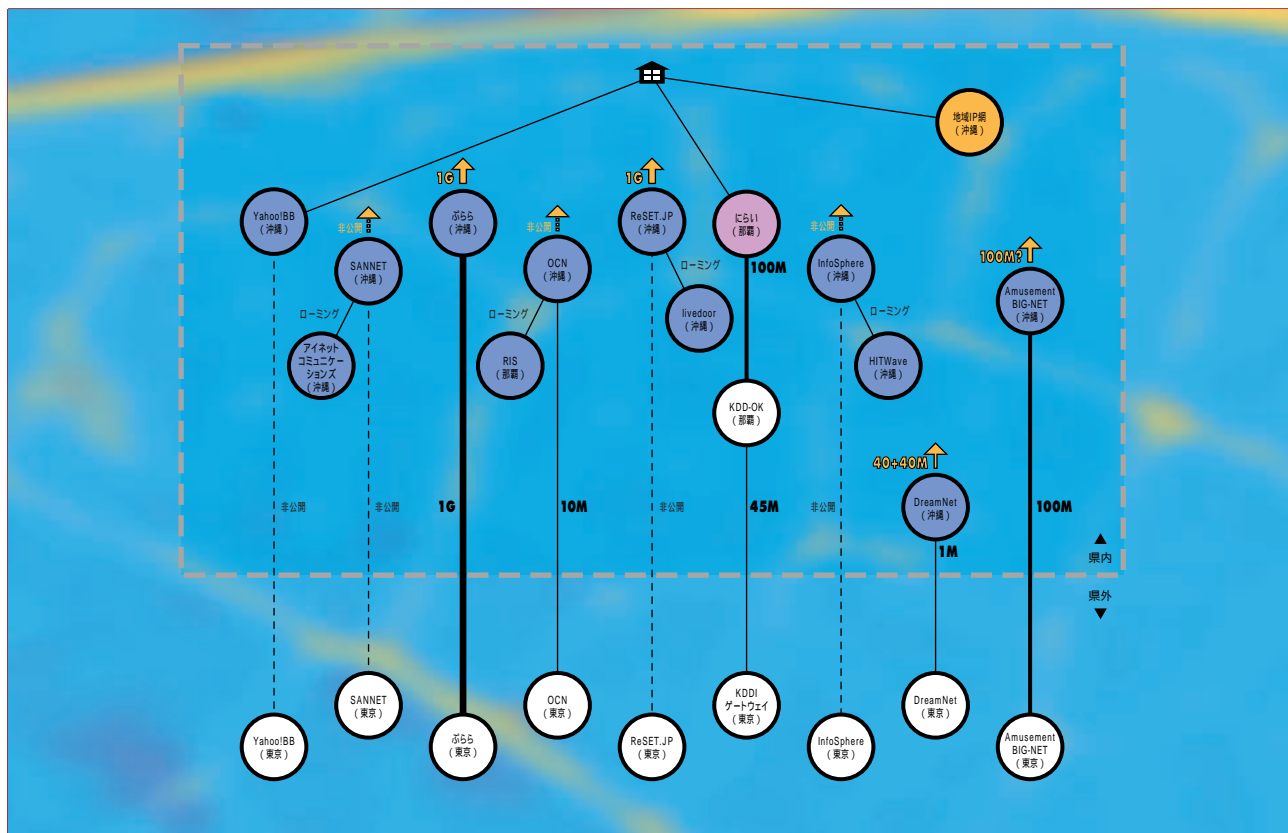 地域IP網
(沖縄)
1G
1G
Yahoo!BB
(沖縄)
非公開
ぷらら
(沖縄)
非公開
ReSET.JP
(沖縄)
にらい
(那覇)
非公開
SANNET
(沖縄)
OCN
(沖縄)
ローミング
100M
InfoSphere
(沖縄)
100M?
Amusement
BIG-NET
(沖縄)
ローミング
ローミング
livedoor
(沖縄)
ローミング
アイネット
コミュニケー
ションズ
(沖縄)
RIS
(那覇)
HITWave
(沖縄)
KDD-OK
(那覇)
40+40M
DreamNet
(沖縄)
非公開
非公開
1G
10M
非公開
45M
非公開
100M
1M
▲
県内
県外
▼
SANNET
(東京)
OCN
(東京)
KDDI
ゲートウェイ
(東京)
DreamNet
(東京)
Yahoo!BB
(東京)
ぷらら
(東京)
ReSET.JP
(東京)
InfoSphere
(東京)
Amusement
BIG-NET
(東京)